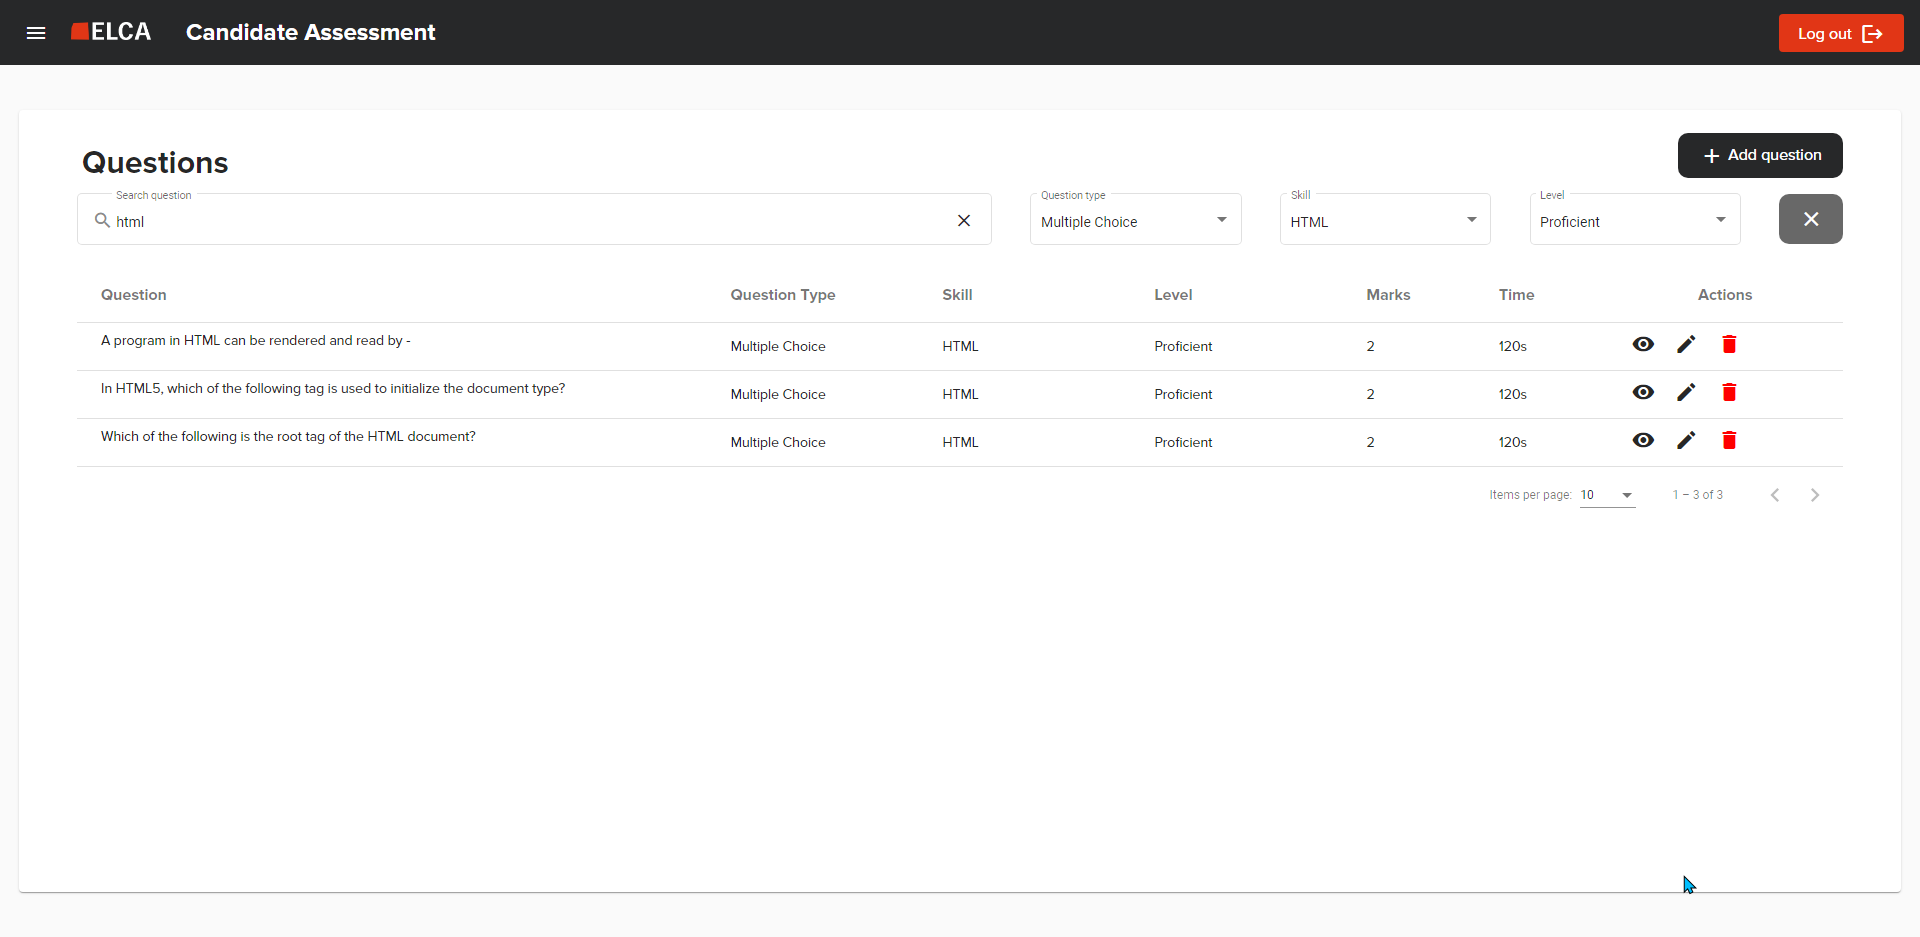 ELCA Candidate Assessment Log out
Questions
Add question
Search question Question type Skill Level
html Multiple Choice HTML Proficient
Question Question Type Skill Level Marks Time Actions
A program in HTML can be rendered and read by - Multiple Choice HTML Proficient 2 120s
In HTML5, which of the following tag is used to initialize the document type? Multiple Choice HTML Proficient 2 120s
Which of the following is the root tag of the HTML document? Multiple Choice HTML Proficient 2 120s
Items per page: 10 1 – 3 of 3